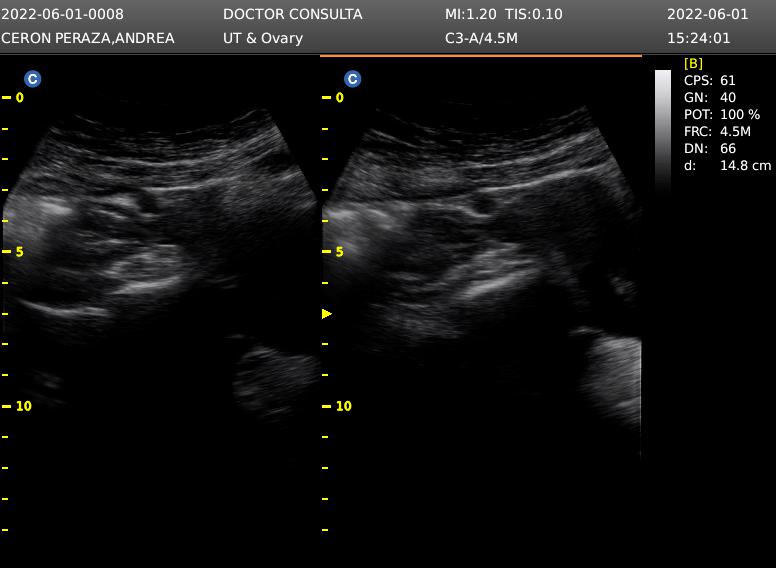 2022-06-01-0008 DOCTOR CONSULTA MI:1.20 TIS:0.10 2022-06-01
CERON PERAZA,ANDREA UT & Ovary C3-A/4.5M 15:24:01
[B]
CPS: 61
GN: 40
POT: 100 %
FRC: 4.5M
DN: 66
d: 14.8 cm
C C
0 0
5 5
10 10